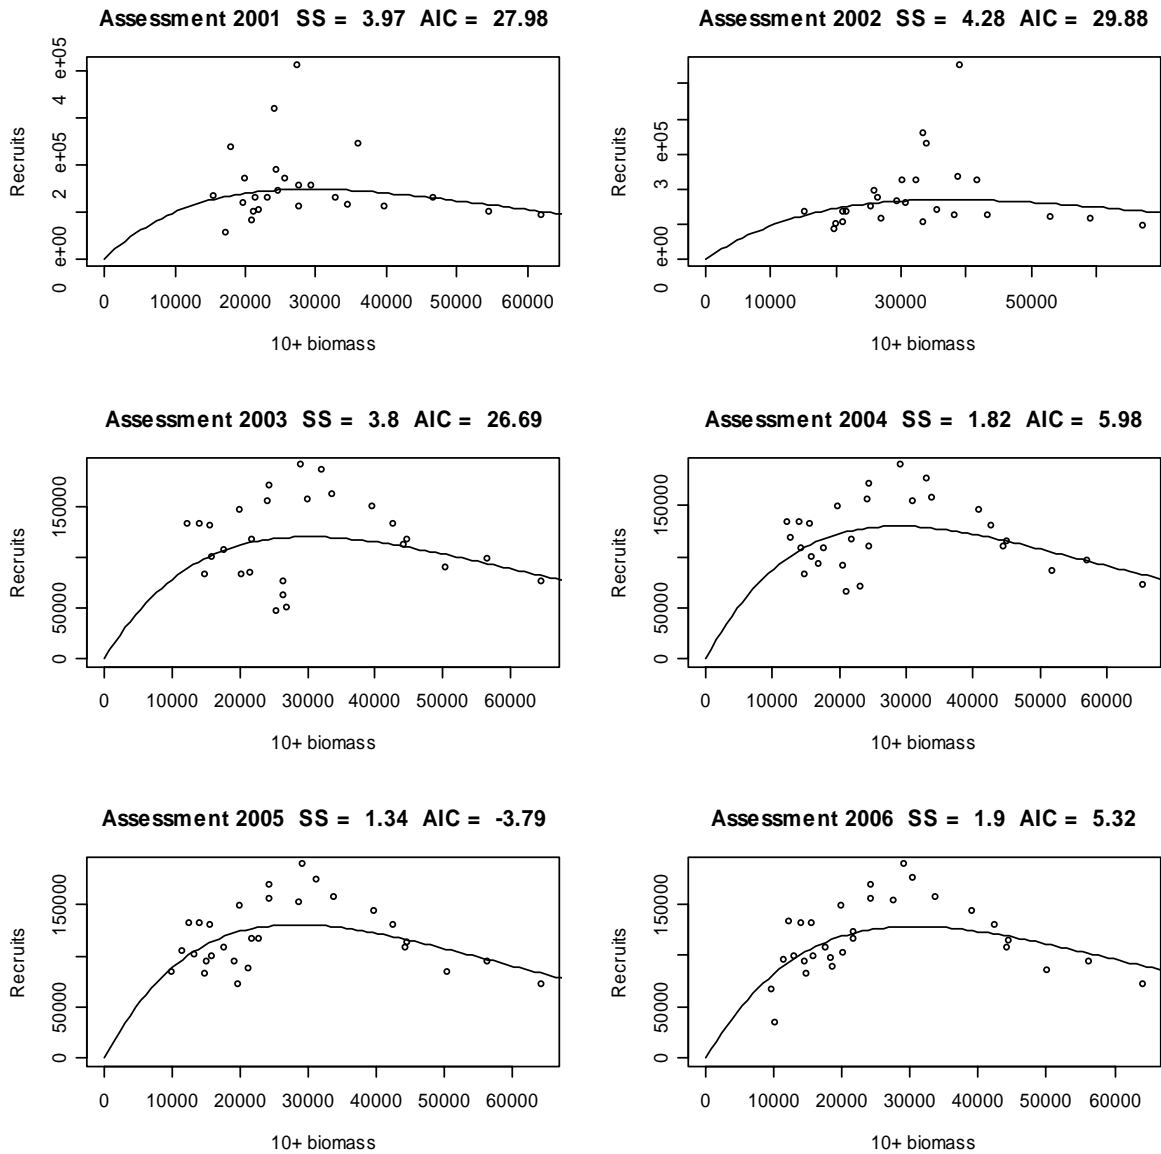 Assessment 2001 SS = 3.97 AIC = 27.98
Recruits
0 e+00 2 e+05 4 e+05
0 10000 20000 30000 40000 50000 60000
10+ biomass
Assessment 2002 SS = 4.28 AIC = 29.88
Recruits
0 e+00 3 e+05
0 10000 30000 50000
10+ biomass
Assessment 2003 SS = 3.8 AIC = 26.69
Recruits
0 50000 150000
0 10000 20000 30000 40000 50000 60000
10+ biomass
Assessment 2004 SS = 1.82 AIC = 5.98
Recruits
0 50000 150000
0 10000 20000 30000 40000 50000 60000
10+ biomass
Assessment 2005 SS = 1.34 AIC = -3.79
Recruits
0 50000 150000
0 10000 20000 30000 40000 50000 60000
10+ biomass
Assessment 2006 SS = 1.9 AIC = 5.32
Recruits
0 50000 150000
0 10000 20000 30000 40000 50000 60000
10+ biomass